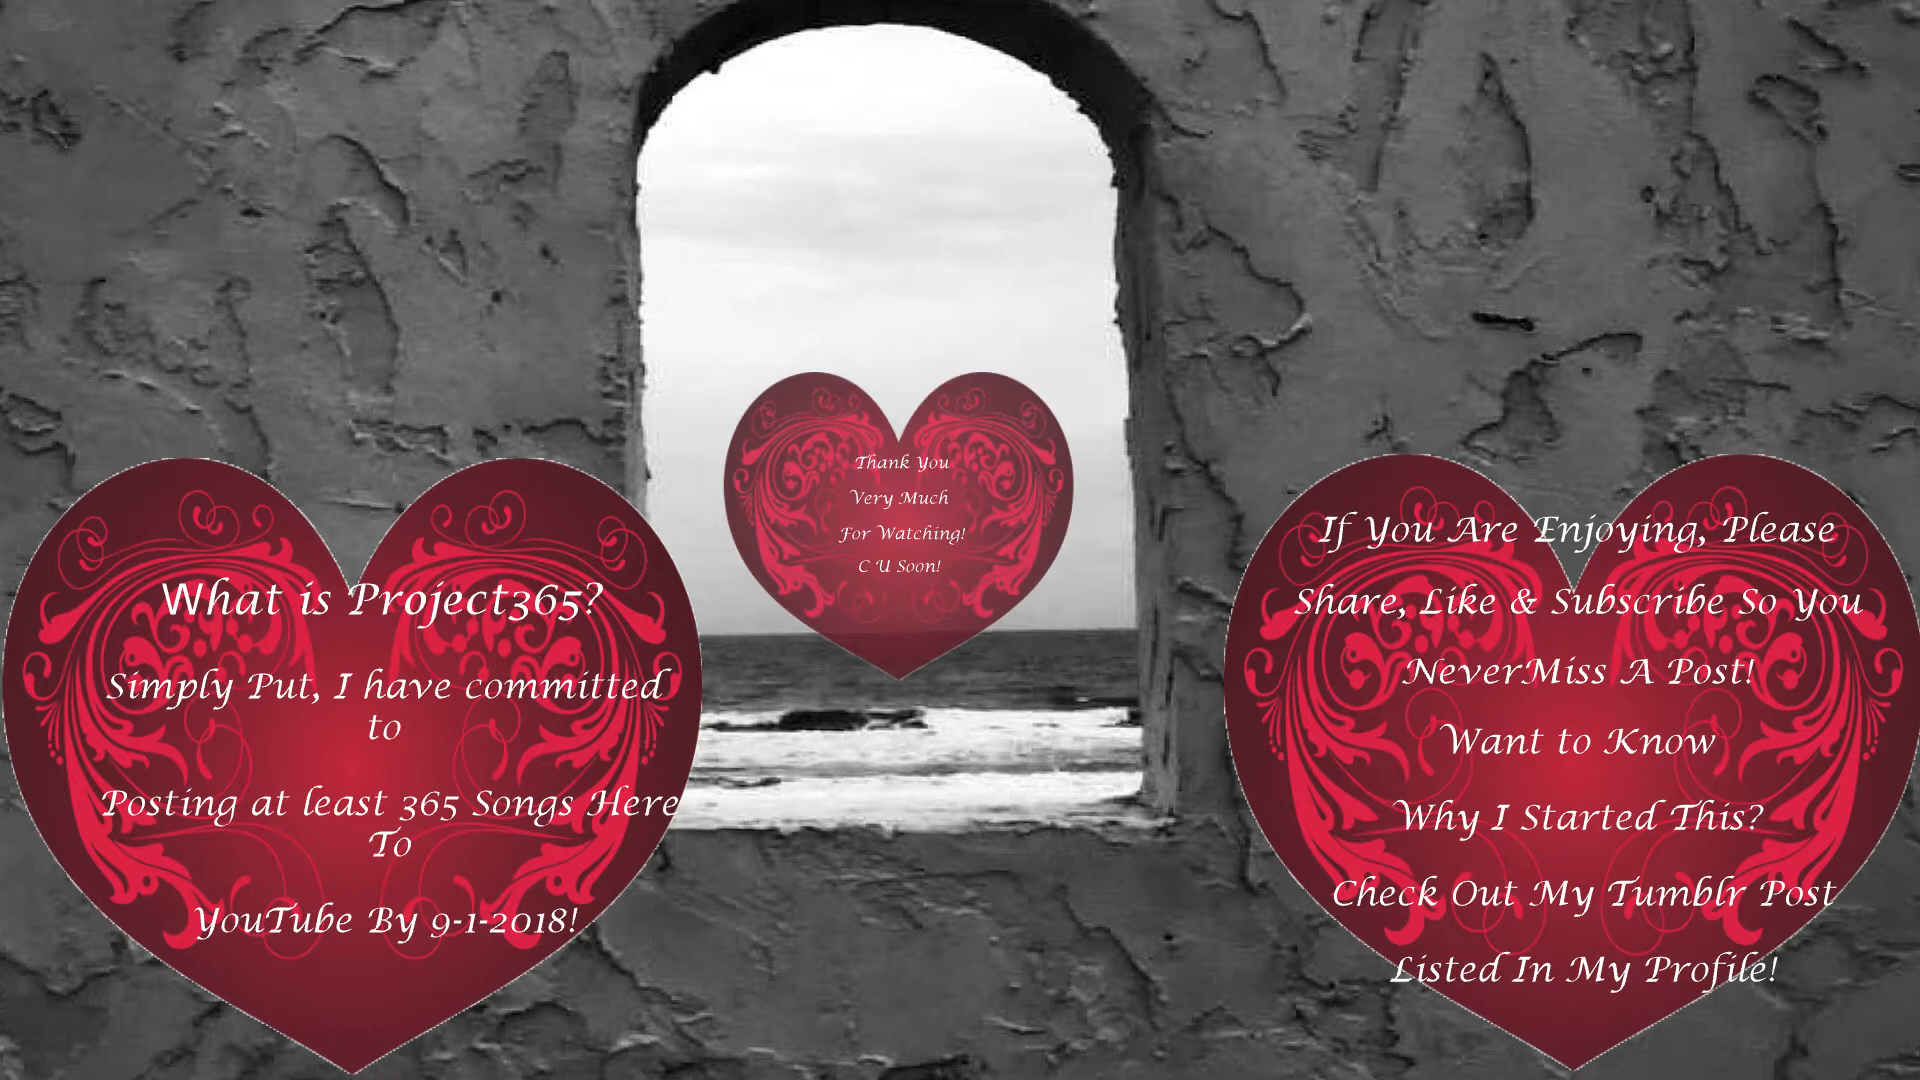 What is Project365?
Simply Put, I have committed
to
Posting at least 365 Songs Here
To
YouTube By 9-1-2018!
Thank You
Very Much
For Watching!
C U Soon!
If You Are Enjoying, Please
Share, Like & Subscribe So You
NeverMiss A Post!
Want to Know
Why I Started This?
Check Out My Tumblr Post
Listed In My Profile!